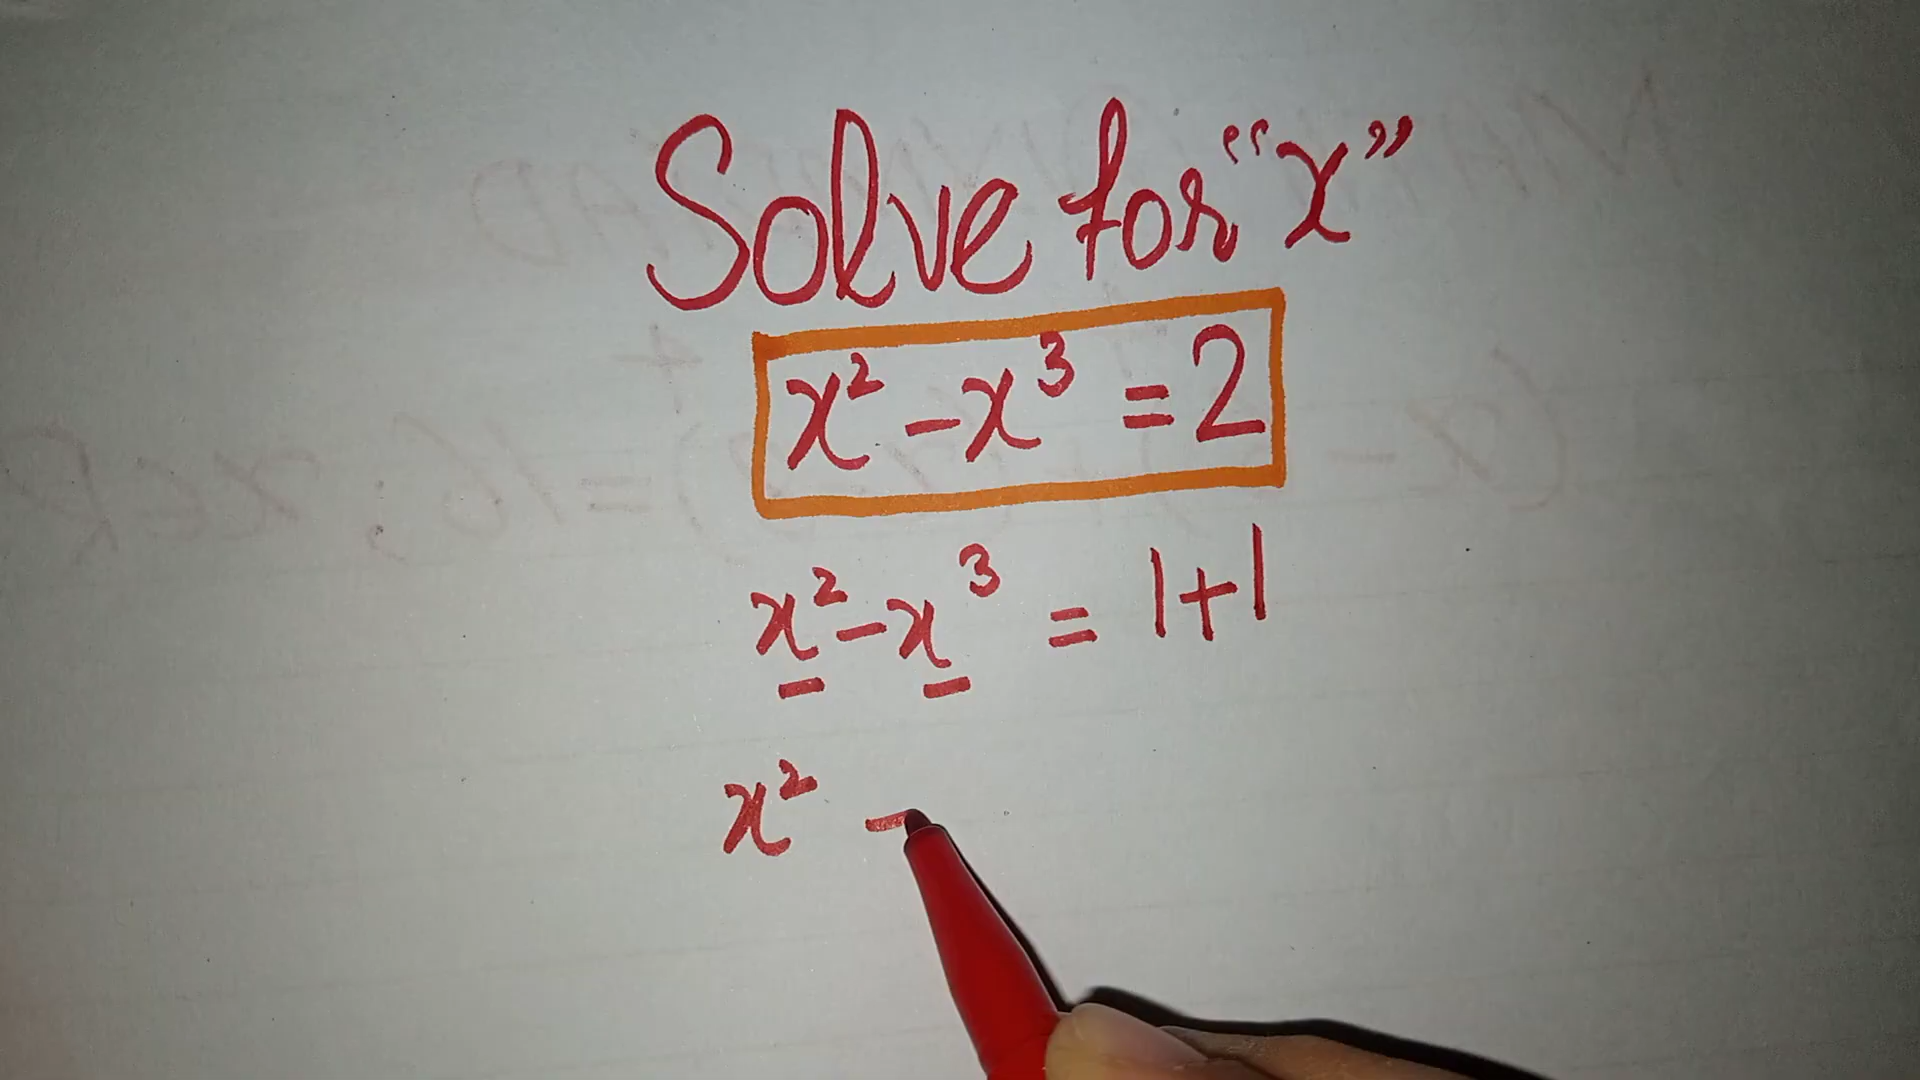 Solve for "x"
x² - x³ = 2
x² - x³ = 1+1
x² -